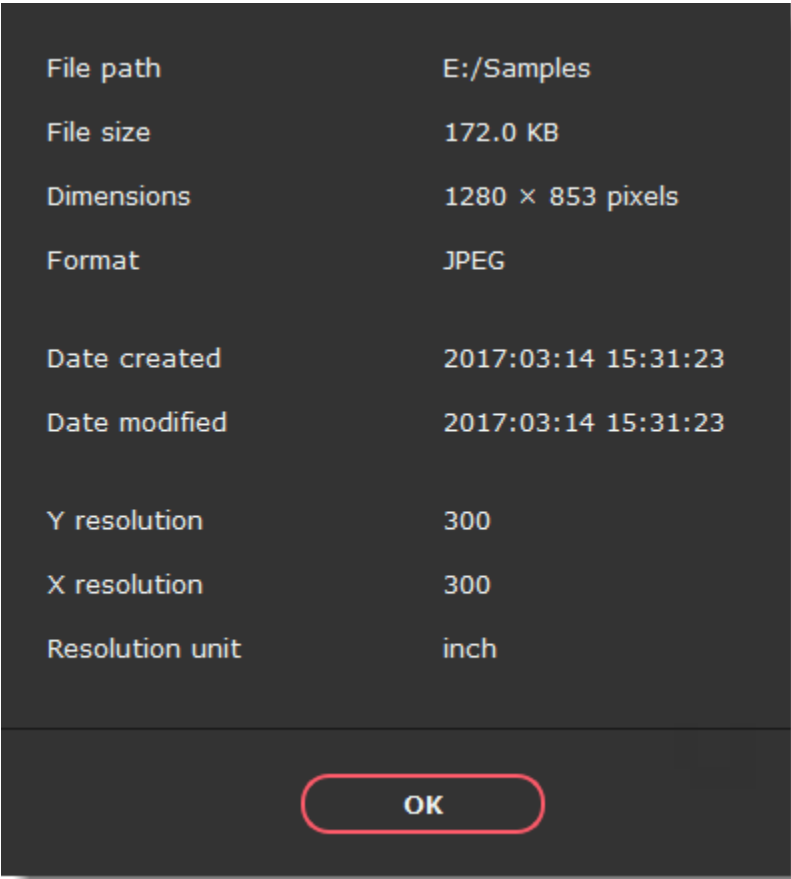 File path E:/Samples
File size 172.0 KB
Dimensions 1280 × 853 pixels
Format JPEG
Date created 2017:03:14 15:31:23
Date modified 2017:03:14 15:31:23
Y resolution 300
X resolution 300
Resolution unit inch
OK